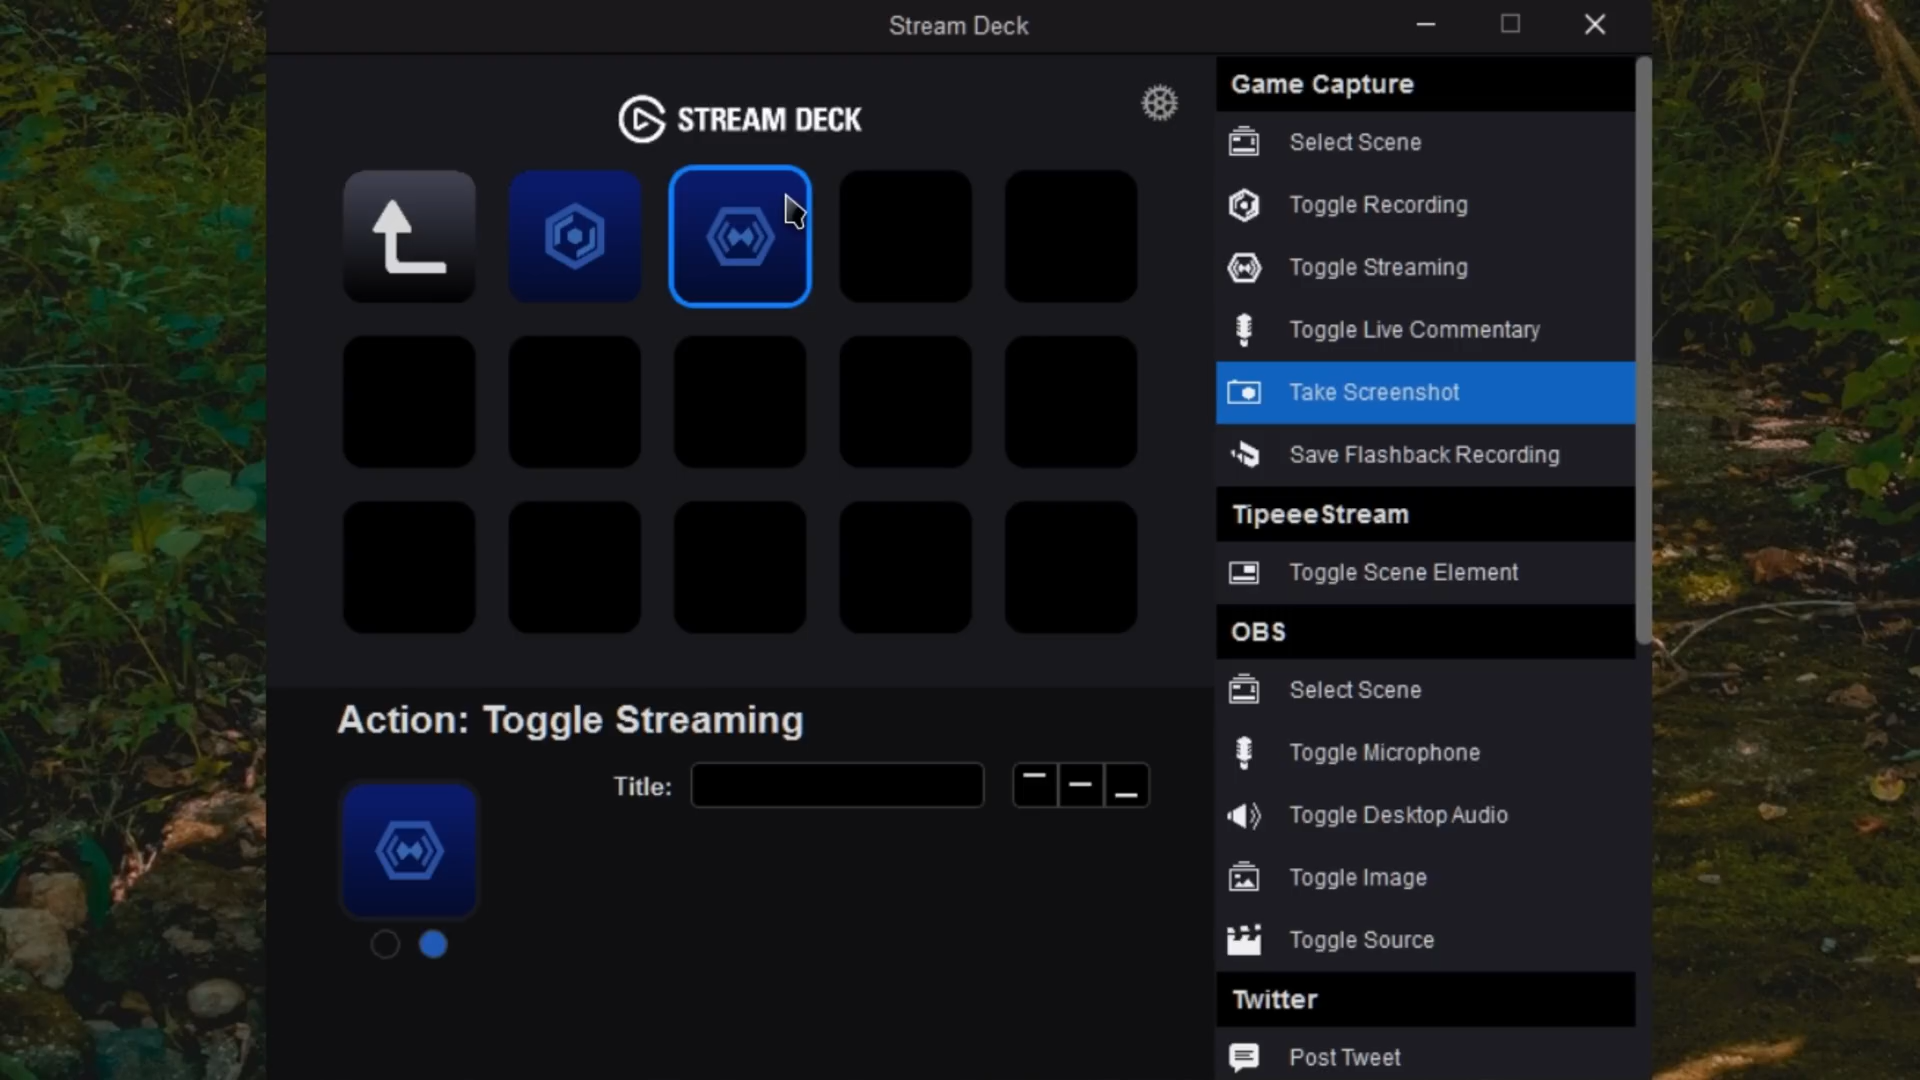 Stream Deck
STREAM DECK
Action: Toggle Streaming
Title:
Game Capture
Select Scene
Toggle Recording
Toggle Streaming
Toggle Live Commentary
Take Screenshot
Save Flashback Recording
TipeeeStream
Toggle Scene Element
OBS
Select Scene
Toggle Microphone
Toggle Desktop Audio
Toggle Image
Toggle Source
Twitter
Post Tweet